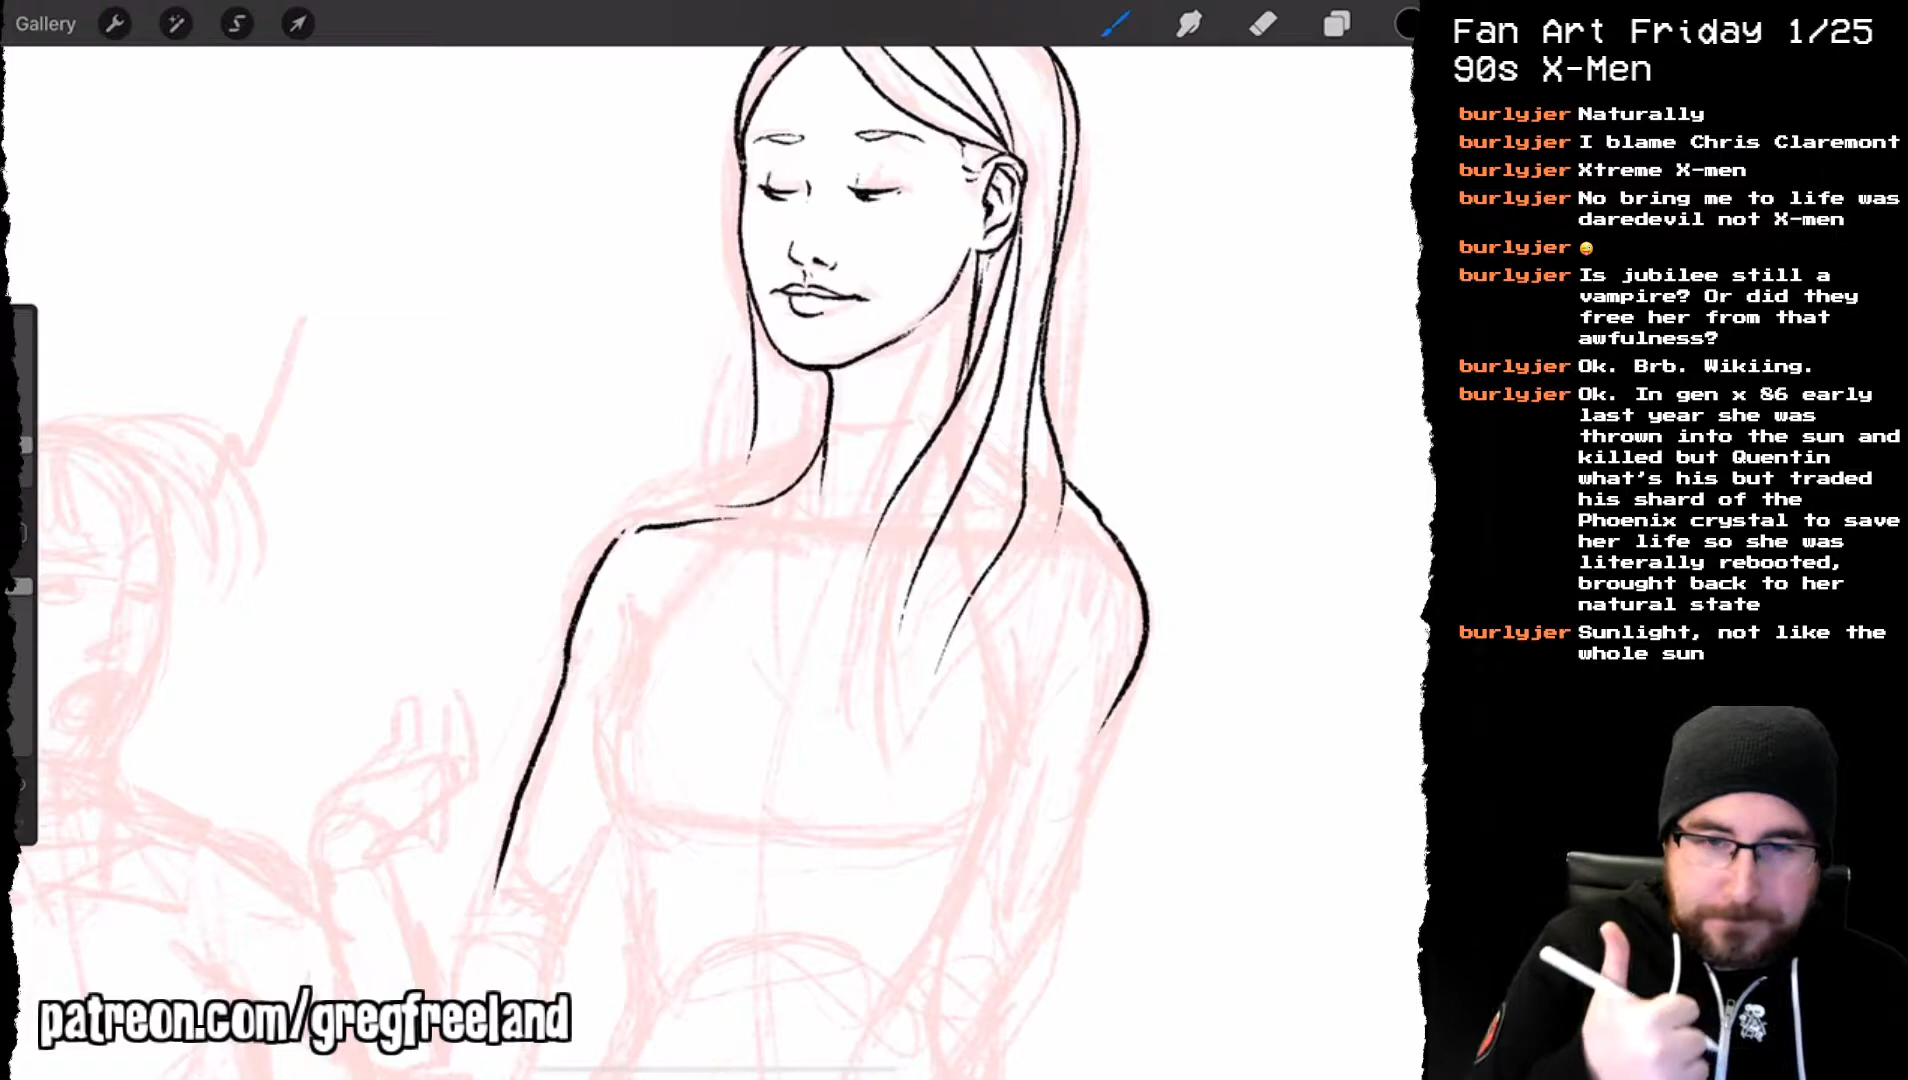 Gallery
Fan Art Friday 1/25
90s X-Men
burlyjer Naturally
burlyjer I blame Chris Claremont
burlyjer Xtreme X-men
burlyjer No bring me to life was
daredevil not X-men
burlyjer 😜
burlyjer Is jubilee still a
vampire? Or did they
free her from that
awfulness?
burlyjer Ok. Brb. Wikiing.
burlyjer Ok. In gen x 86 early
last year she was
thrown into the sun and
killed but Quentin
what's his but traded
his shard of the
Phoenix crystal to save
her life so she was
literally rebooted,
brought back to her
natural state
burlyjer Sunlight, not like the
whole sun
patreon.com/gregfreeland